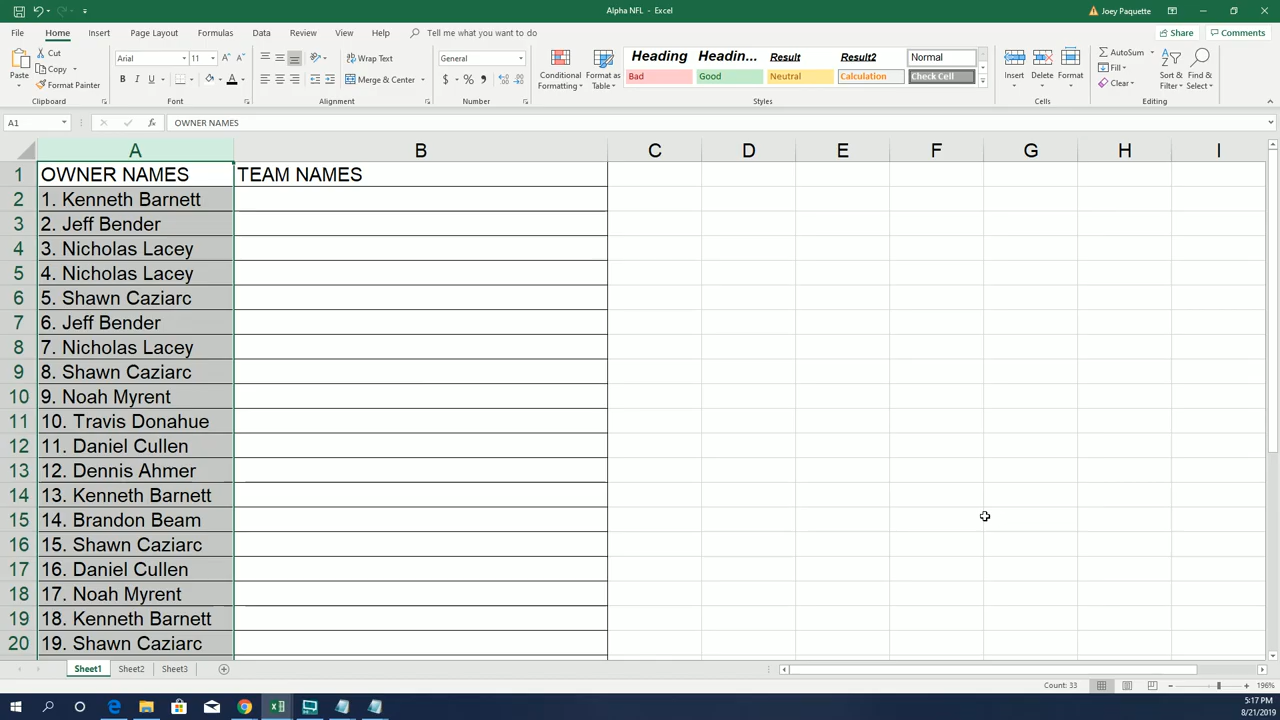 Alpha NFL - Excel
Joey Paquette
File Home Insert Page Layout Formulas Data Review View Help Tell me what you want to do
Share Comments
Paste
Cut
Copy
Format Painter
Clipboard
Arial 11
B I U
Font
Wrap Text
Merge & Center
Alignment
General
$ % 9
Number
Conditional Formatting
Format as Table
Heading Headin... Result Result2 Normal
Bad Good Neutral Calculation Check Cell
Styles
Insert Delete Format
Cells
AutoSum
Fill
Clear
Sort & Filter
Find & Select
Editing
A1 fx OWNER NAMES
A B C D E F G H I
1 OWNER NAMES TEAM NAMES
2 1. Kenneth Barnett
3 2. Jeff Bender
4 3. Nicholas Lacey
5 4. Nicholas Lacey
6 5. Shawn Caziarc
7 6. Jeff Bender
8 7. Nicholas Lacey
9 8. Shawn Caziarc
10 9. Noah Myrent
11 10. Travis Donahue
12 11. Daniel Cullen
13 12. Dennis Ahmer
14 13. Kenneth Barnett
15 14. Brandon Beam
16 15. Shawn Caziarc
17 16. Daniel Cullen
18 17. Noah Myrent
19 18. Kenneth Barnett
20 19. Shawn Caziarc
Sheet1 Sheet2 Sheet3
Count: 33 196%
5:17 PM
8/21/2019